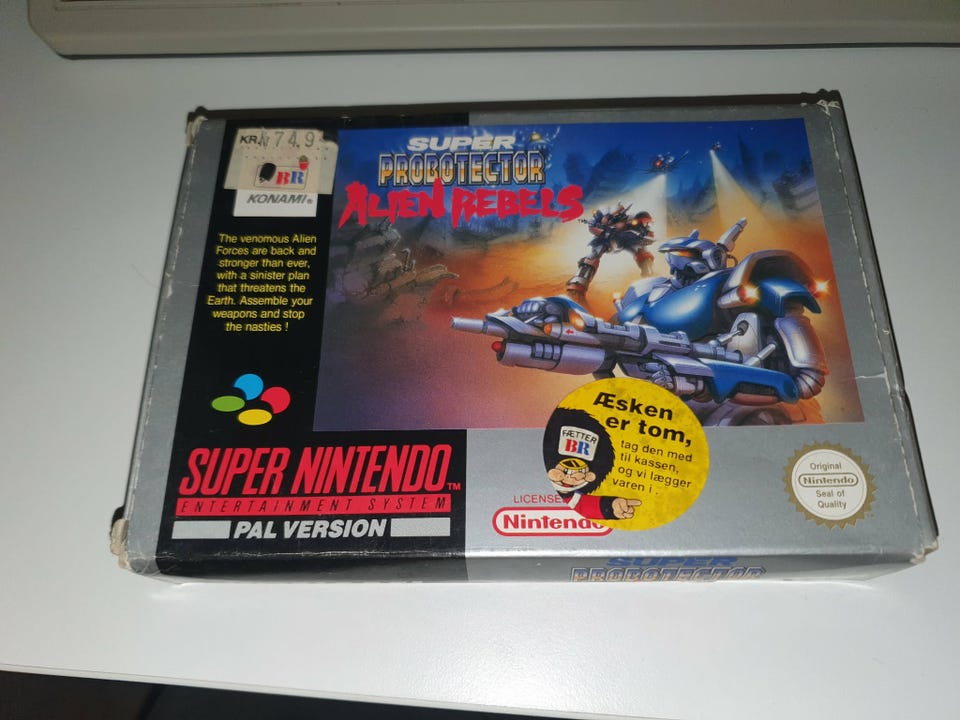 KR. 74.9
BR
KONAMI®
SUPER
PROBOTECTOR
ALIEN REBELS™
The venomous Alien
Forces are back and
stronger than ever,
with a sinister plan
that threatens the
Earth. Assemble your
weapons and stop
the nasties !
SUPER NINTENDO™
ENTERTAINMENT SYSTEM
PAL VERSION
Æsken
er tom,
tag den med
til kassen,
og vi lægger
varen i .
FÆTTER
BR
LICENSE
Nintendo
Original
Nintendo
Seal of
Quality
SUPER
PROBOTECTOR